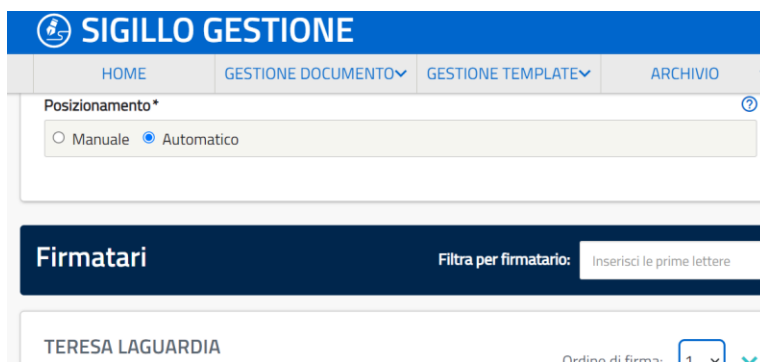 SIGILLO GESTIONE
HOME GESTIONE DOCUMENTO GESTIONE TEMPLATE ARCHIVIO
Posizionamento*
Manuale Automatico
Firmatari Filtra per firmatario: Inserisci le prime lettere
TERESA LAGUARDIA
Ordine di firma: 1